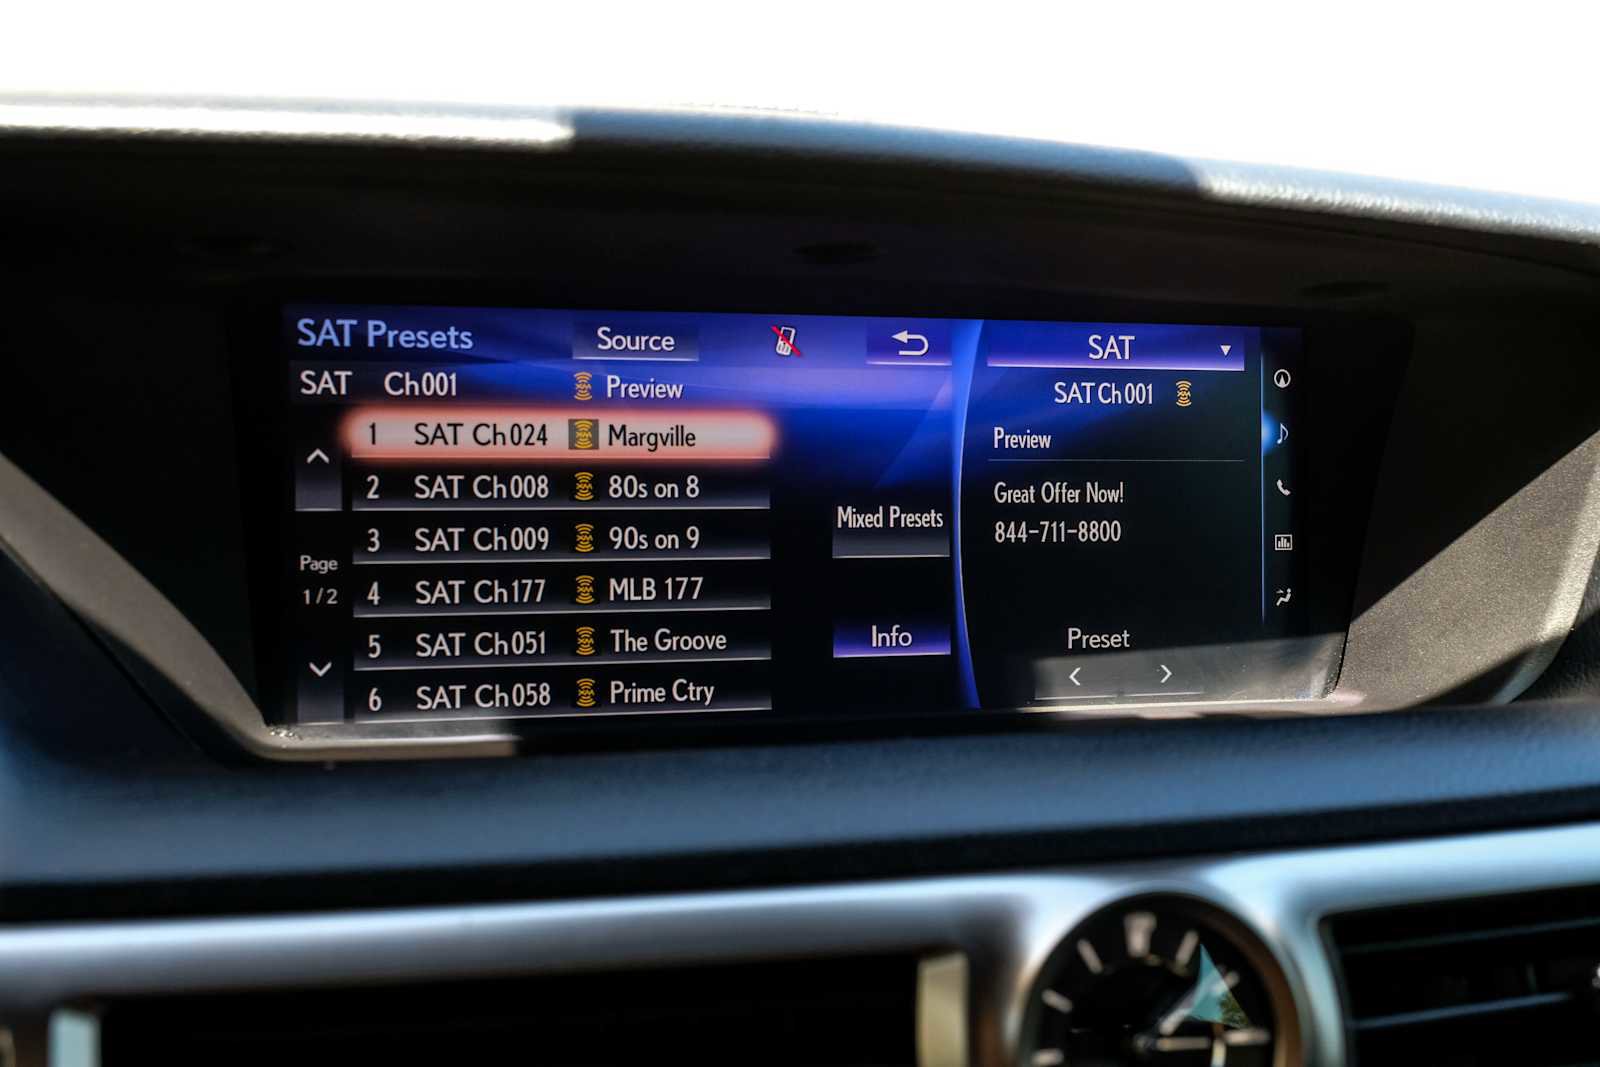 SAT Presets
Source
SAT Ch001
Preview
1 SAT Ch024 Margville
2 SAT Ch008 80s on 8
3 SAT Ch009 90s on 9
4 SAT Ch177 MLB 177
5 SAT Ch051 The Groove
6 SAT Ch058 Prime Ctry
Page
1/2
Mixed Presets
Info
SAT
SAT Ch001
Preview
Great Offer Now!
844-711-8800
Preset